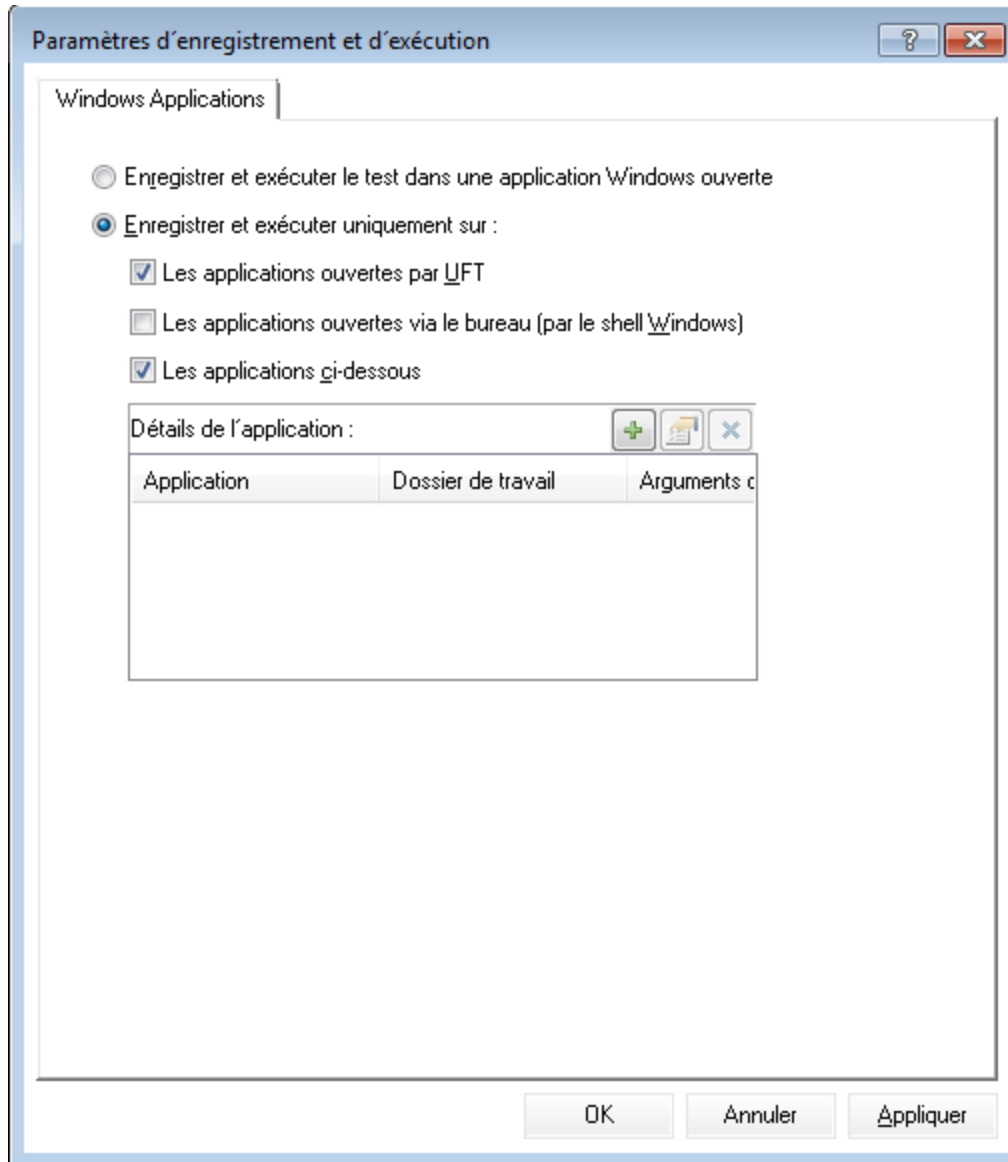 Paramètres d´enregistrement et d´exécution
Windows Applications
Enregistrer et exécuter le test dans une application Windows ouverte
Enregistrer et exécuter uniquement sur :
Les applications ouvertes par UFT
Les applications ouvertes via le bureau (par le shell Windows)
Les applications ci-dessous
Détails de l´application :
Application Dossier de travail Arguments
OK Annuler Appliquer